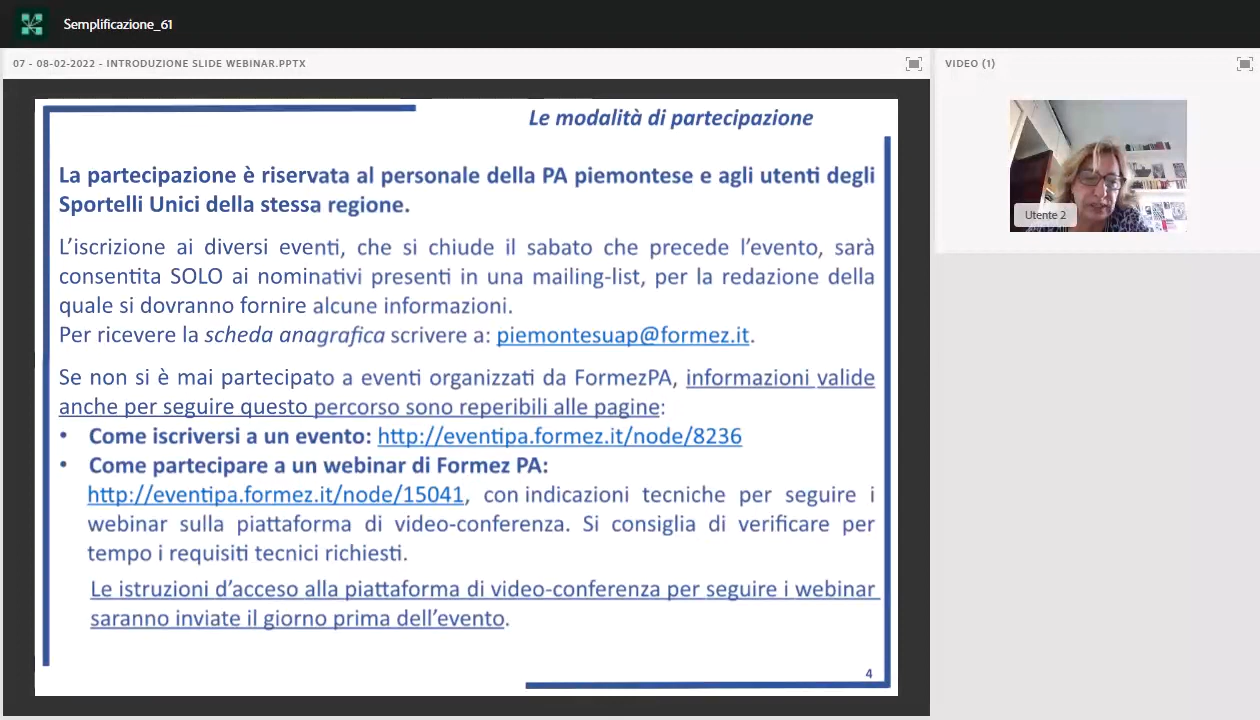 Semplificazione_61
07 - 08-02-2022 - INTRODUZIONE SLIDE WEBINAR.PPTX
VIDEO (1)
Le modalità di partecipazione
La partecipazione è riservata al personale della PA piemontese e agli utenti degli
Sportelli Unici della stessa regione.
L’iscrizione ai diversi eventi, che si chiude il sabato che precede l’evento, sarà
consentita SOLO ai nominativi presenti in una mailing-list, per la redazione della
quale si dovranno fornire alcune informazioni.
Per ricevere la scheda anagrafica scrivere a: piemontesuap@formez.it.
Se non si è mai partecipato a eventi organizzati da FormezPA, informazioni valide
anche per seguire questo percorso sono reperibili alle pagine:
• Come iscriversi a un evento: http://eventipa.formez.it/node/8236
• Come partecipare a un webinar di Formez PA:
http://eventipa.formez.it/node/15041, con indicazioni tecniche per seguire i
webinar sulla piattaforma di video-conferenza. Si consiglia di verificare per
tempo i requisiti tecnici richiesti.
Le istruzioni d’acceso alla piattaforma di video-conferenza per seguire i webinar
saranno inviate il giorno prima dell’evento.
4
Utente 2